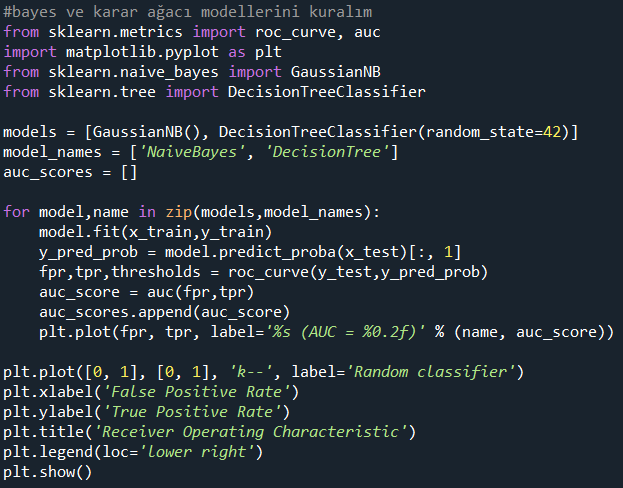 #bayes ve karar ağacı modellerini kuralım
from sklearn.metrics import roc_curve, auc
import matplotlib.pyplot as plt
from sklearn.naive_bayes import GaussianNB
from sklearn.tree import DecisionTreeClassifier

models = [GaussianNB(), DecisionTreeClassifier(random_state=42)]
model_names = ['NaiveBayes', 'DecisionTree']
auc_scores = []

for model,name in zip(models,model_names):
    model.fit(x_train,y_train)
    y_pred_prob = model.predict_proba(x_test)[:, 1]
    fpr,tpr,thresholds = roc_curve(y_test,y_pred_prob)
    auc_score = auc(fpr,tpr)
    auc_scores.append(auc_score)
    plt.plot(fpr, tpr, label='%s (AUC = %0.2f)' % (name, auc_score))

plt.plot([0, 1], [0, 1], 'k--', label='Random classifier')
plt.xlabel('False Positive Rate')
plt.ylabel('True Positive Rate')
plt.title('Receiver Operating Characteristic')
plt.legend(loc='lower right')
plt.show()